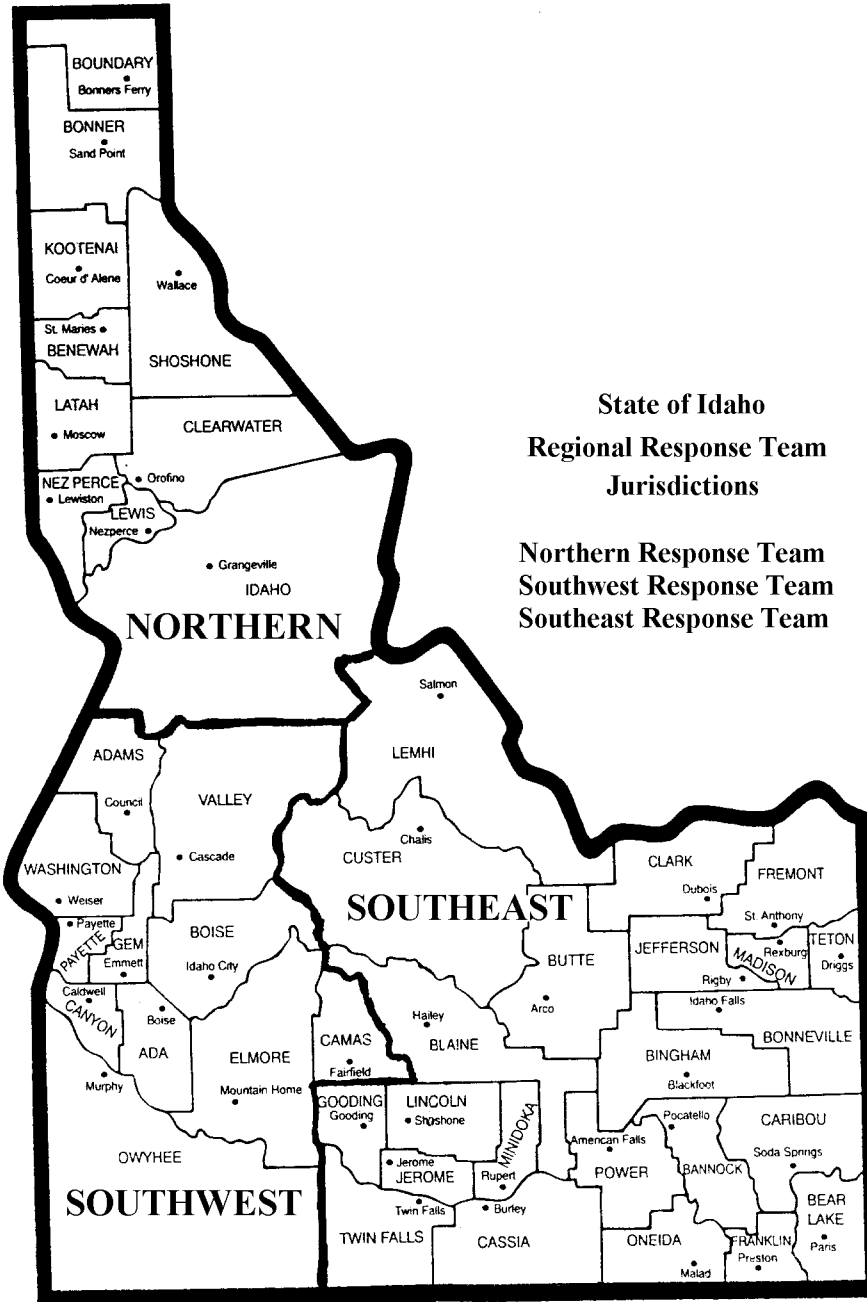 BOUNDARY
Bonners Ferry
BONNER
Sand Point
KOOTENAI
Coeur d' Alene
Wallace
St. Maries
BENEWAH
SHOSHONE
LATAH
Moscow
CLEARWATER
NEZ PERCE
Orofino
Lewiston
LEWIS
Nezperce
Grangeville
IDAHO
NORTHERN
State of Idaho
Regional Response Team
Jurisdictions
Northern Response Team
Southwest Response Team
Southeast Response Team
Salmon
LEMHI
ADAMS
Council
VALLEY
Cascade
WASHINGTON
Weiser
Payette
PAYETTE
GEM
Emmett
BOISE
Idaho City
Caldwell
CANYON
Boise
ADA
Murphy
ELMORE
Mountain Home
OWYHEE
SOUTHWEST
Chalis
CUSTER
SOUTHEAST
CLARK
Dubois
FREMONT
St. Anthony
JEFFERSON
MADISON
Rexburg
TETON
Driggs
Rigby
BUTTE
Arco
Idaho Falls
BONNEVILLE
Hailey
BLAINE
CAMAS
Fairfield
BINGHAM
Blackfoot
GOODING
Gooding
LINCOLN
Shoshone
MINIDOKA
Jerome
JEROME
Rupert
Twin Falls
Burley
TWIN FALLS
CASSIA
American Falls
POWER
Pocatello
BANNOCK
CARIBOU
Soda Springs
BEAR
LAKE
Paris
ONEIDA
Malad
FRANKLIN
Preston